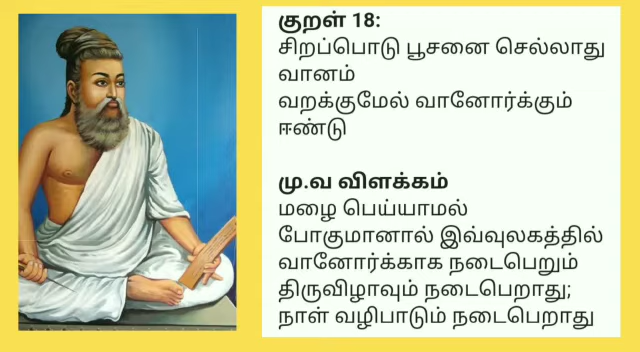 குறள் 18:
சிறப்பொடு பூசனை செல்லாது
வானம்
வறக்குமேல் வானோர்க்கும்
ஈண்டு
மு.வ விளக்கம்
மழை பெய்யாமல்
போகுமானால் இவ்வுலகத்தில்
வானோர்க்காக நடைபெறும்
திருவிழாவும் நடைபெறாது;
நாள் வழிபாடும் நடைபெறாது